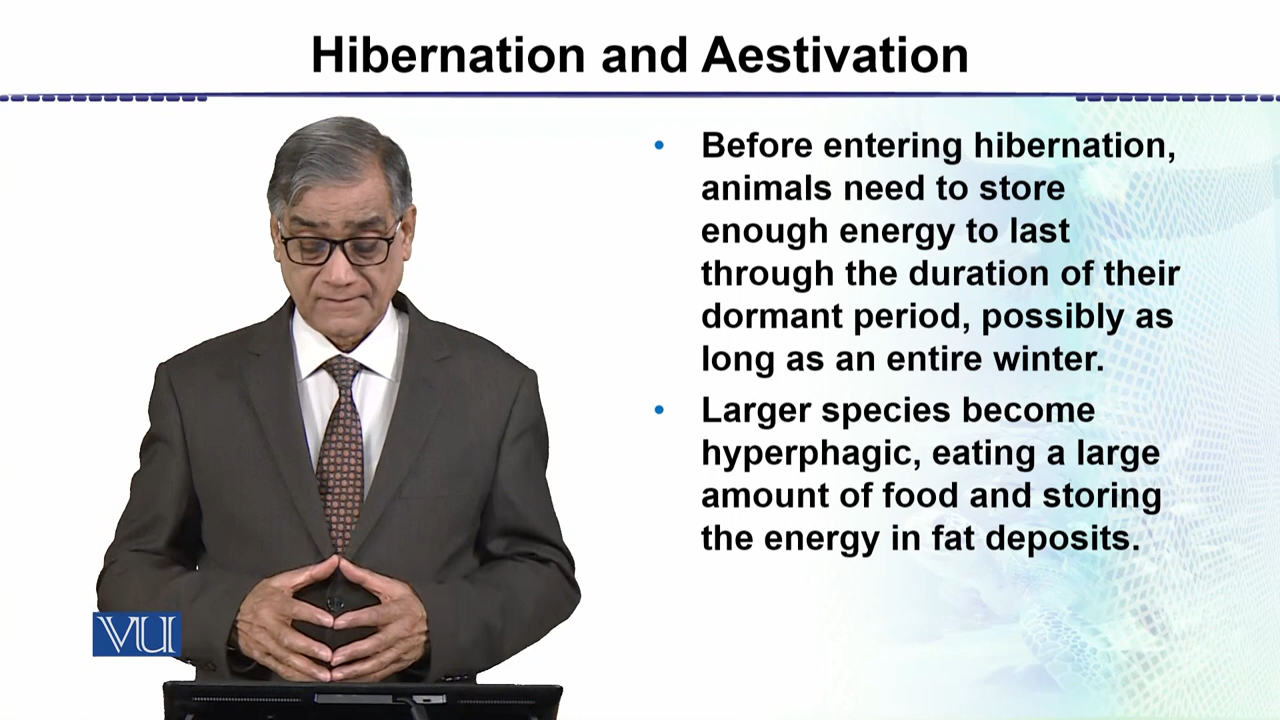 Hibernation and Aestivation
• Before entering hibernation,
animals need to store
enough energy to last
through the duration of their
dormant period, possibly as
long as an entire winter.
• Larger species become
hyperphagic, eating a large
amount of food and storing
the energy in fat deposits.
VU